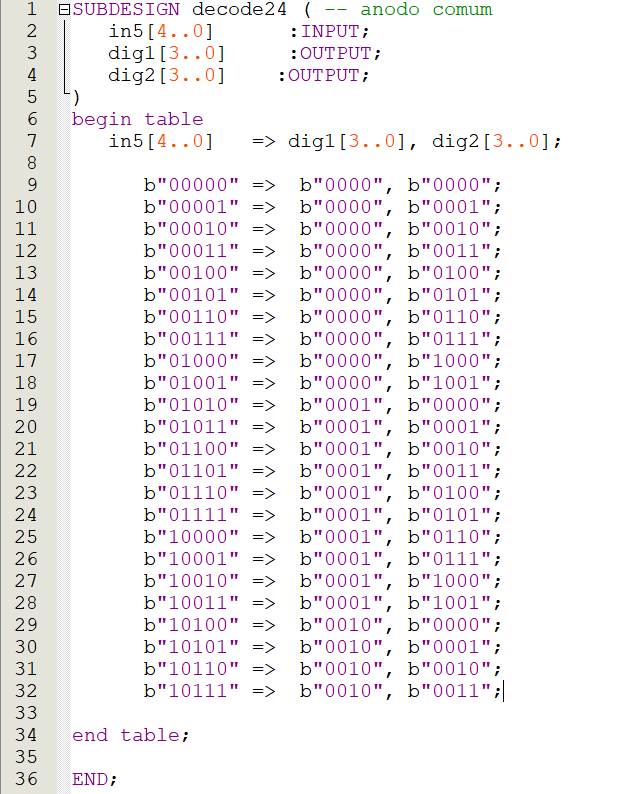 1 SUBDESIGN decode24 ( -- anodo comum
2 in5[4..0] :INPUT;
3 dig1[3..0] :OUTPUT;
4 dig2[3..0] :OUTPUT;
5 )
6 begin table
7 in5[4..0] => dig1[3..0], dig2[3..0];
8
9 b"00000" => b"0000", b"0000";
10 b"00001" => b"0000", b"0001";
11 b"00010" => b"0000", b"0010";
12 b"00011" => b"0000", b"0011";
13 b"00100" => b"0000", b"0100";
14 b"00101" => b"0000", b"0101";
15 b"00110" => b"0000", b"0110";
16 b"00111" => b"0000", b"0111";
17 b"01000" => b"0000", b"1000";
18 b"01001" => b"0000", b"1001";
19 b"01010" => b"0001", b"0000";
20 b"01011" => b"0001", b"0001";
21 b"01100" => b"0001", b"0010";
22 b"01101" => b"0001", b"0011";
23 b"01110" => b"0001", b"0100";
24 b"01111" => b"0001", b"0101";
25 b"10000" => b"0001", b"0110";
26 b"10001" => b"0001", b"0111";
27 b"10010" => b"0001", b"1000";
28 b"10011" => b"0001", b"1001";
29 b"10100" => b"0010", b"0000";
30 b"10101" => b"0010", b"0001";
31 b"10110" => b"0010", b"0010";
32 b"10111" => b"0010", b"0011";
33
34 end table;
35
36 END;